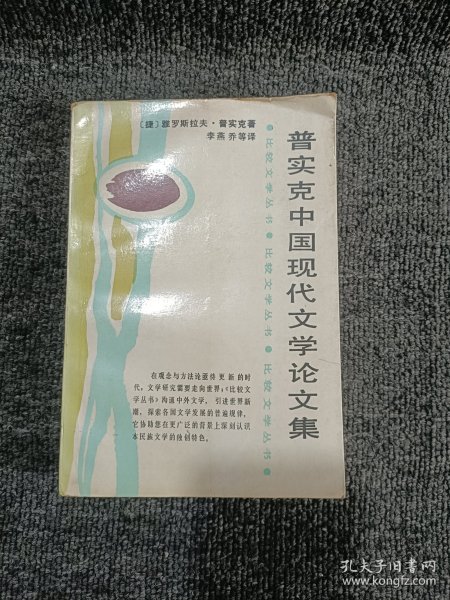 〔捷〕雅罗斯拉夫·普实克著
李燕乔等译
普实克中国现代文学论文集
●比较文学丛书●比较文学丛书●比较文学丛书●
在观念与方法论亟待更新的时
代，文学研究需要走向世界，《比较文
学丛书》沟通中外文学，引进世界新
潮，探索各国文学发展的普遍规律，
它协助您在更广泛的背景上深刻认识
本民族文学的独创特色。
孔夫子旧书网
www.kongfz.com